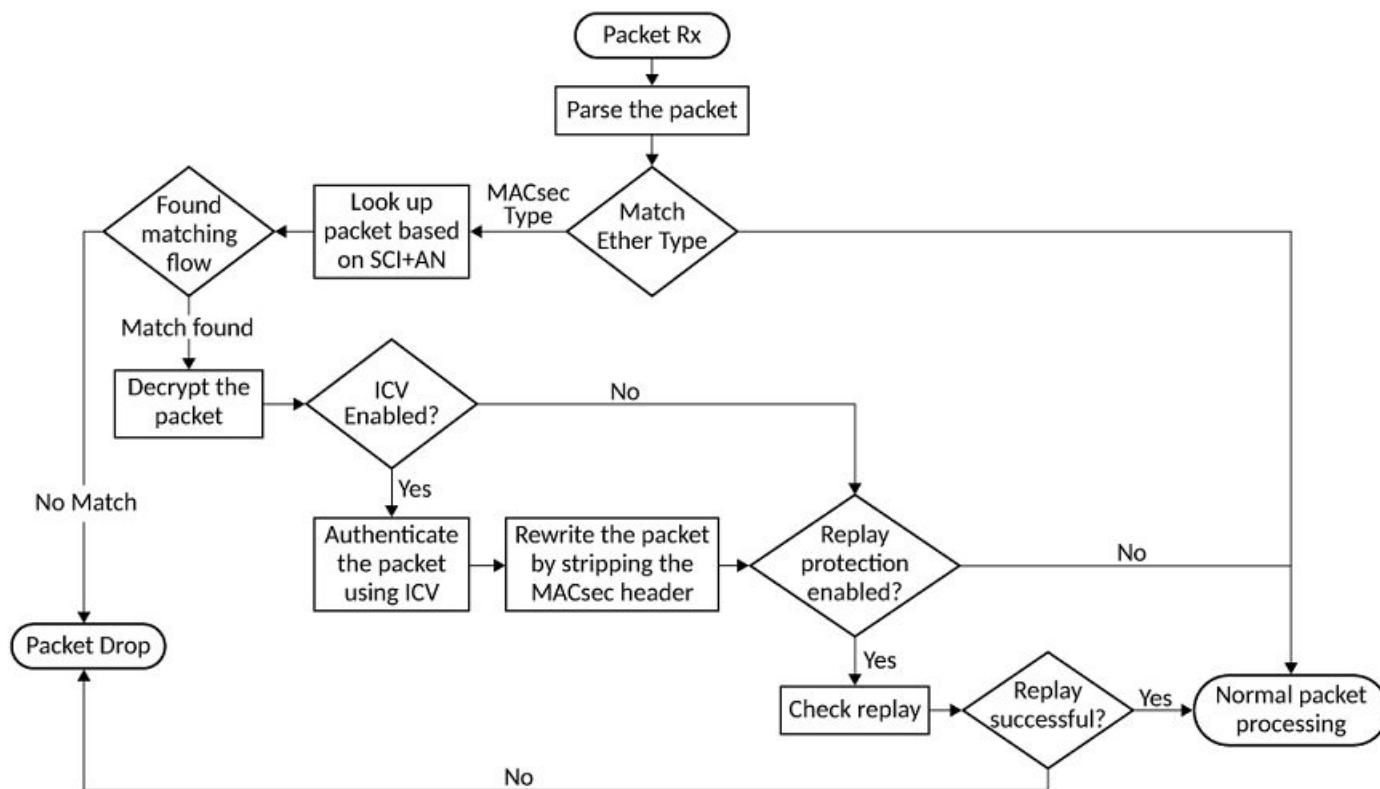 Packet Rx
Parse the packet
Match
Ether Type
MACsec
Type
Look up
packet based
on SCI+AN
Found
matching
flow
Match found
No Match
Decrypt the
packet
ICV
Enabled?
No
Yes
Authenticate
the packet
using ICV
Rewrite the packet
by stripping the
MACsec header
Replay
protection
enabled?
No
Yes
Packet Drop
Check replay
Replay
successful?
Yes
Normal packet
processing
No